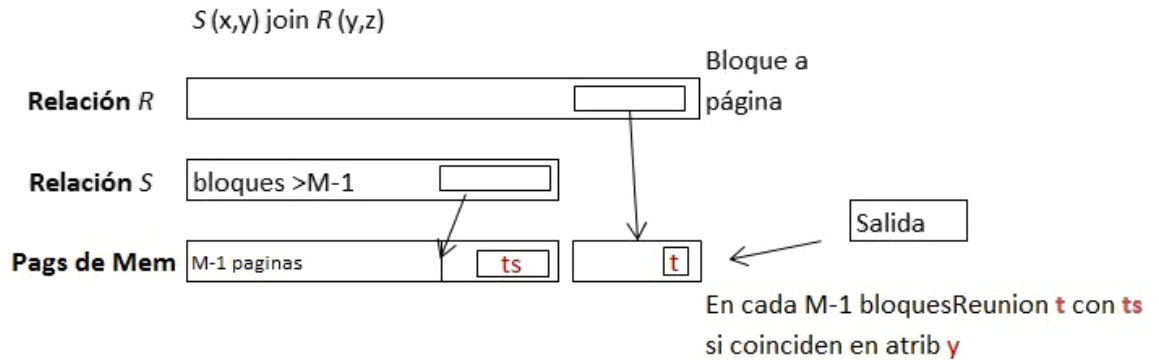 S (x,y) join R (y,z)
Bloque a
página
Relación R
Relación S
bloques >M-1
Salida
Pags de Mem
M-1 paginas
ts
t
En cada M-1 bloquesReunion t con ts
si coinciden en atrib y